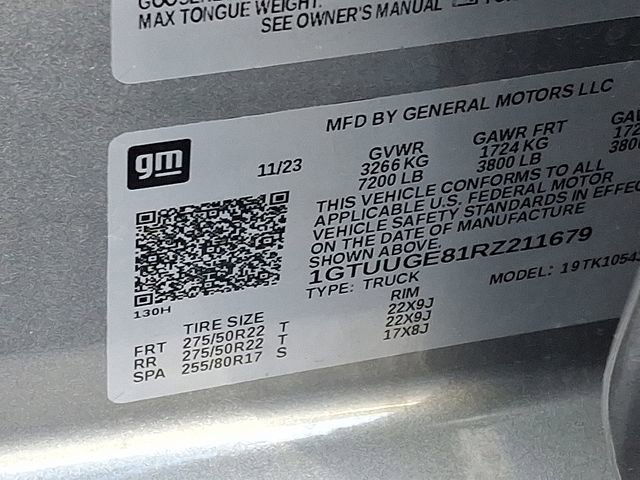 MAX TONGUE WEIGHT:
SEE OWNER'S MANUAL
MFD BY GENERAL MOTORS LLC
gm
11/23
GVWR GAWR FRT
3266 KG 1724 KG
7200 LB 3800 LB 3800
THIS VEHICLE CONFORMS TO ALL
APPLICABLE U.S. FEDERAL MOTOR
VEHICLE SAFETY STANDARDS IN EFFEC
ON THE DATE OF MANUFACTURE
SHOWN ABOVE.
1GTUUGE81RZ211679
TYPE: TRUCK MODEL: 19TK1054
130H
TIRE SIZE RIM
FRT 275/50R22 T 22X9J
RR 275/50R22 T 22X9J
SPA 255/80R17 S 17X8J